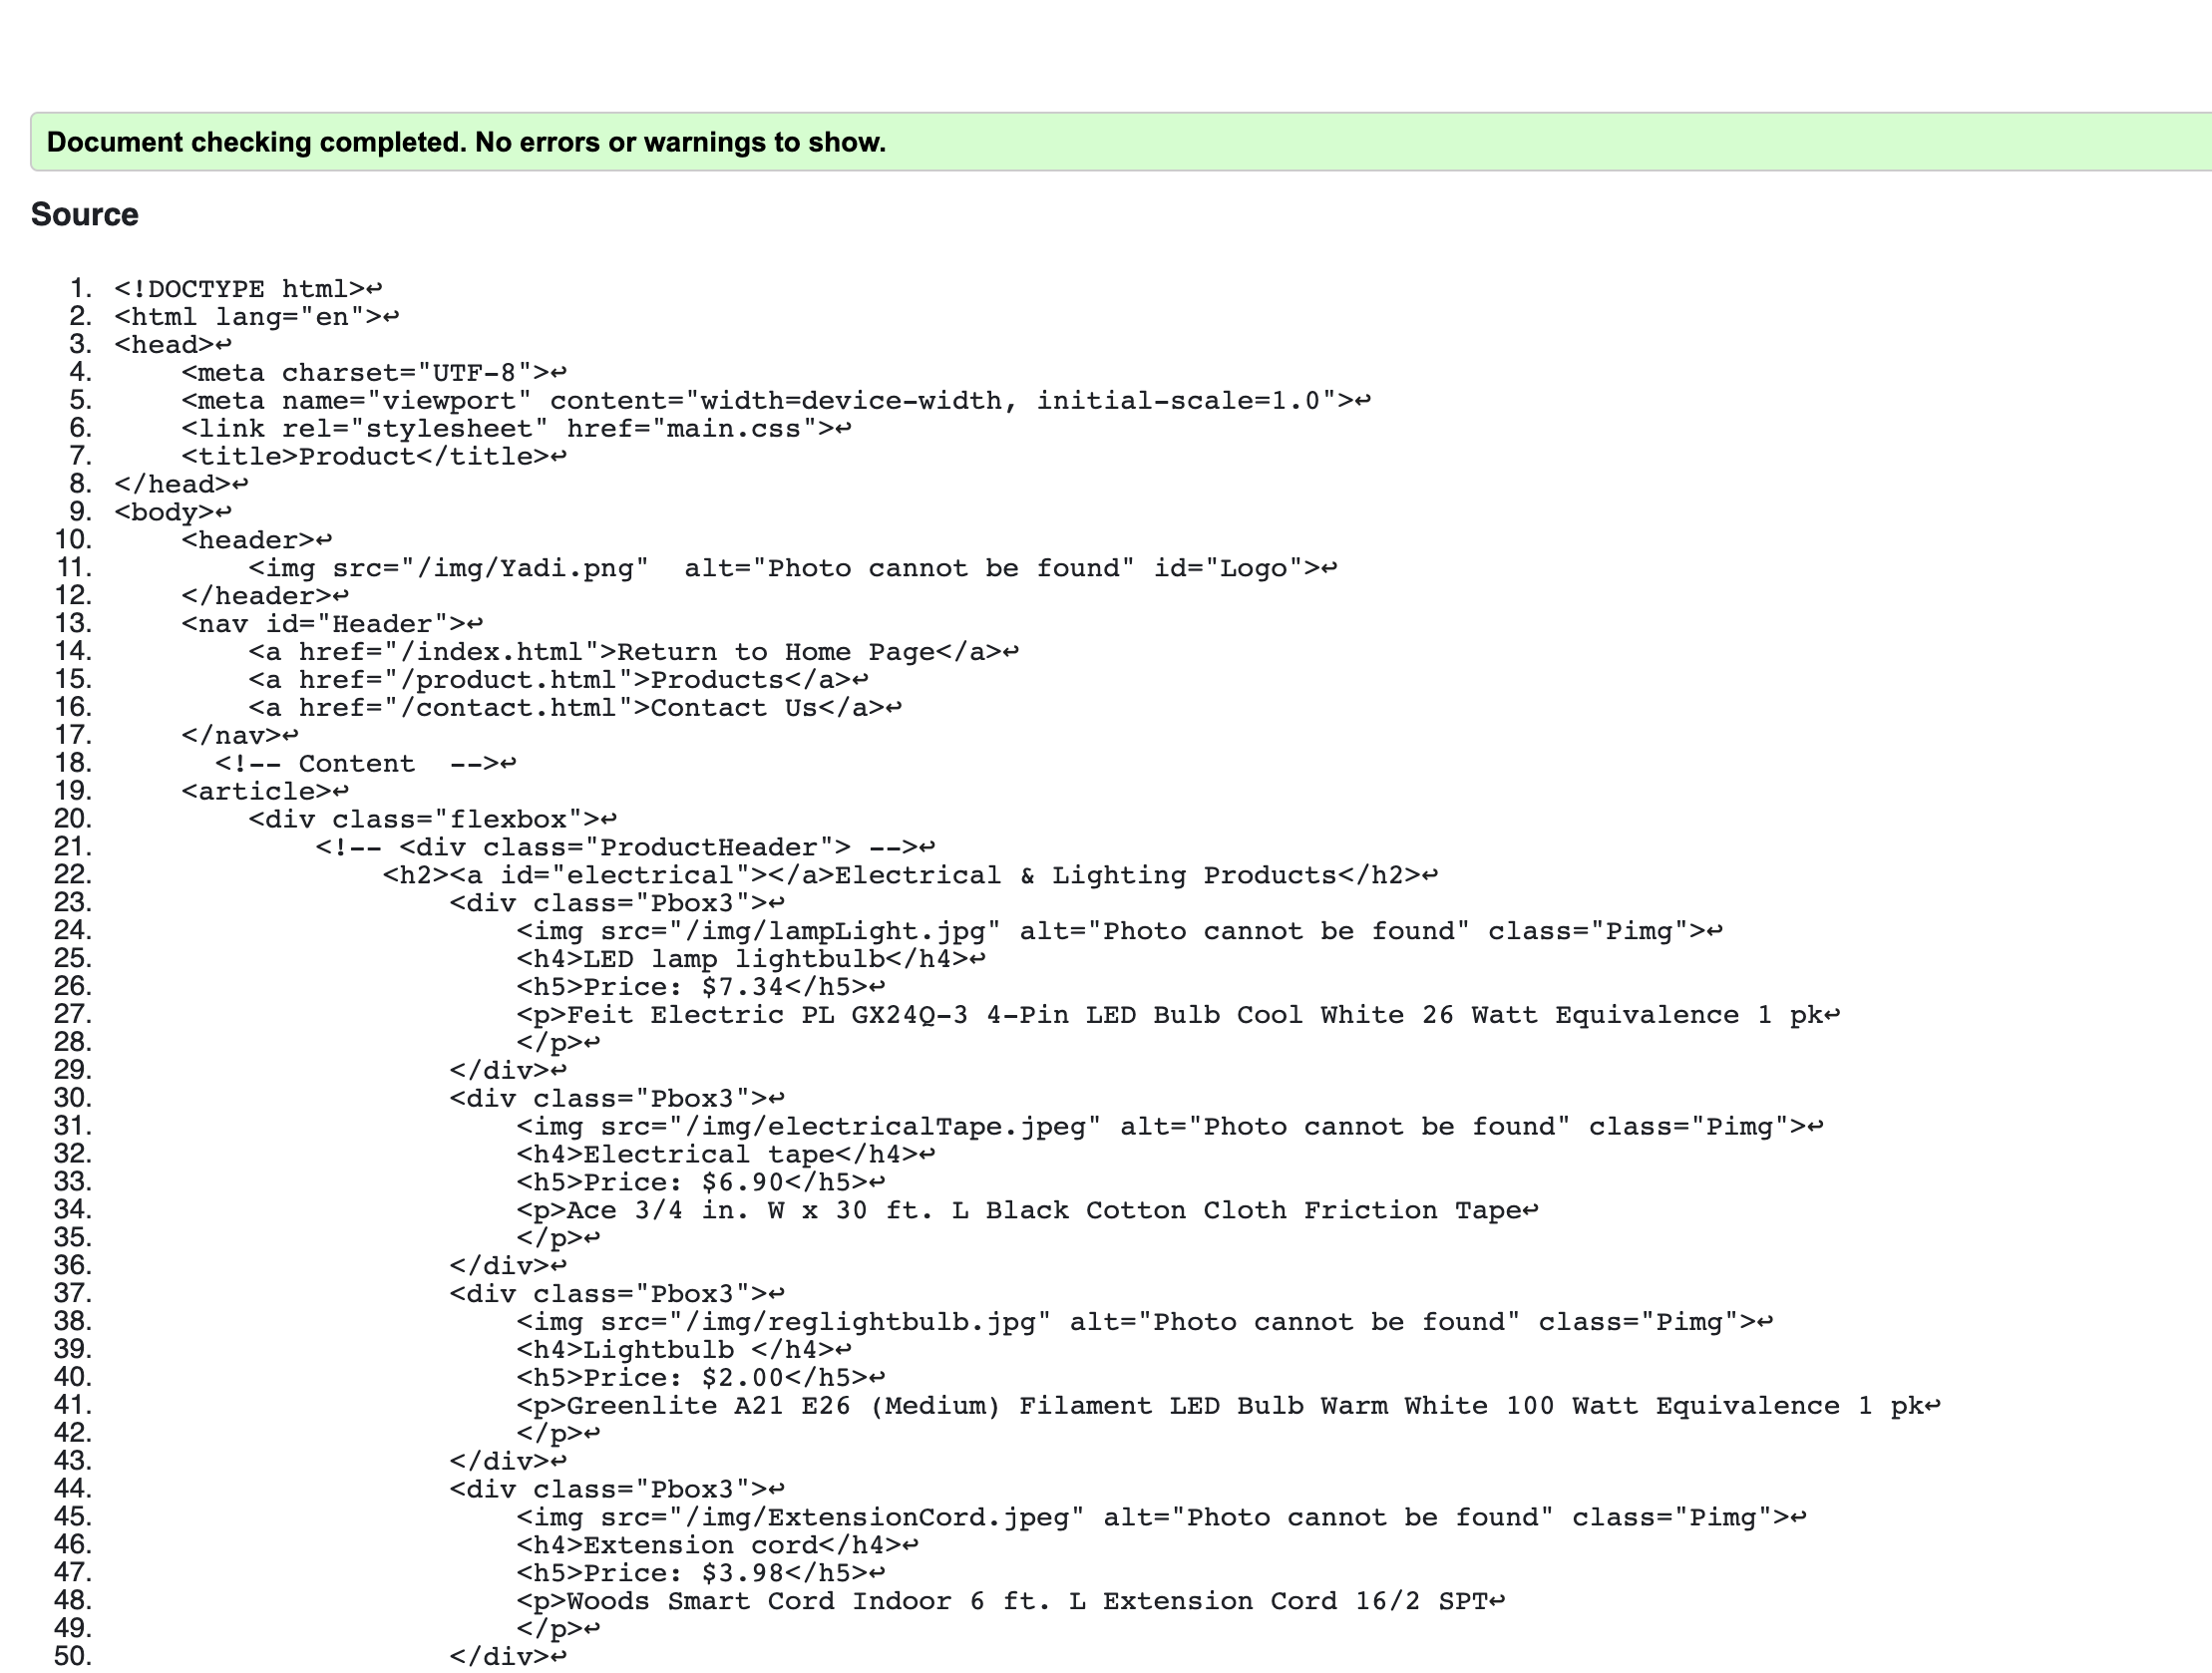 Document checking completed. No errors or warnings to show.
Source
1. <!DOCTYPE html>↩
2. <html lang="en">↩
3. <head>↩
4.     <meta charset="UTF-8">↩
5.     <meta name="viewport" content="width=device-width, initial-scale=1.0">↩
6.     <link rel="stylesheet" href="main.css">↩
7.     <title>Product</title>↩
8. </head>↩
9. <body>↩
10.     <header>↩
11.         <img src="/img/Yadi.png"  alt="Photo cannot be found" id="Logo">↩
12.     </header>↩
13.     <nav id="Header">↩
14.         <a href="/index.html">Return to Home Page</a>↩
15.         <a href="/product.html">Products</a>↩
16.         <a href="/contact.html">Contact Us</a>↩
17.     </nav>↩
18.       <!-- Content  -->↩
19.     <article>↩
20.         <div class="flexbox">↩
21.             <!-- <div class="ProductHeader"> -->↩
22.                 <h2><a id="electrical"></a>Electrical & Lighting Products</h2>↩
23.                     <div class="Pbox3">↩
24.                         <img src="/img/lampLight.jpg" alt="Photo cannot be found" class="Pimg">↩
25.                         <h4>LED lamp lightbulb</h4>↩
26.                         <h5>Price: $7.34</h5>↩
27.                         <p>Feit Electric PL GX24Q-3 4-Pin LED Bulb Cool White 26 Watt Equivalence 1 pk↩
28.                         </p>↩
29.                     </div>↩
30.                     <div class="Pbox3">↩
31.                         <img src="/img/electricalTape.jpeg" alt="Photo cannot be found" class="Pimg">↩
32.                         <h4>Electrical tape</h4>↩
33.                         <h5>Price: $6.90</h5>↩
34.                         <p>Ace 3/4 in. W x 30 ft. L Black Cotton Cloth Friction Tape↩
35.                         </p>↩
36.                     </div>↩
37.                     <div class="Pbox3">↩
38.                         <img src="/img/reglightbulb.jpg" alt="Photo cannot be found" class="Pimg">↩
39.                         <h4>Lightbulb </h4>↩
40.                         <h5>Price: $2.00</h5>↩
41.                         <p>Greenlite A21 E26 (Medium) Filament LED Bulb Warm White 100 Watt Equivalence 1 pk↩
42.                         </p>↩
43.                     </div>↩
44.                     <div class="Pbox3">↩
45.                         <img src="/img/ExtensionCord.jpeg" alt="Photo cannot be found" class="Pimg">↩
46.                         <h4>Extension cord</h4>↩
47.                         <h5>Price: $3.98</h5>↩
48.                         <p>Woods Smart Cord Indoor 6 ft. L Extension Cord 16/2 SPT↩
49.                         </p>↩
50.                     </div>↩